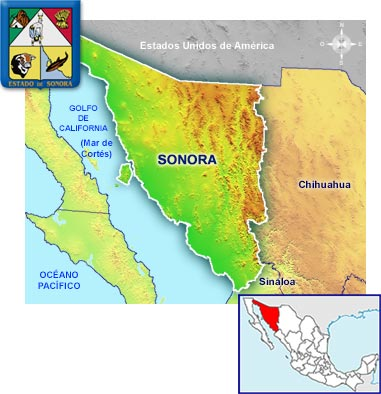 ESTADO DE SONORA
Estados Unidos de América
GOLFO
DE
CALIFORNIA
(Mar de
Cortés)
SONORA
Chihuahua
OCÉANO
PACÍFICO
Sinaloa